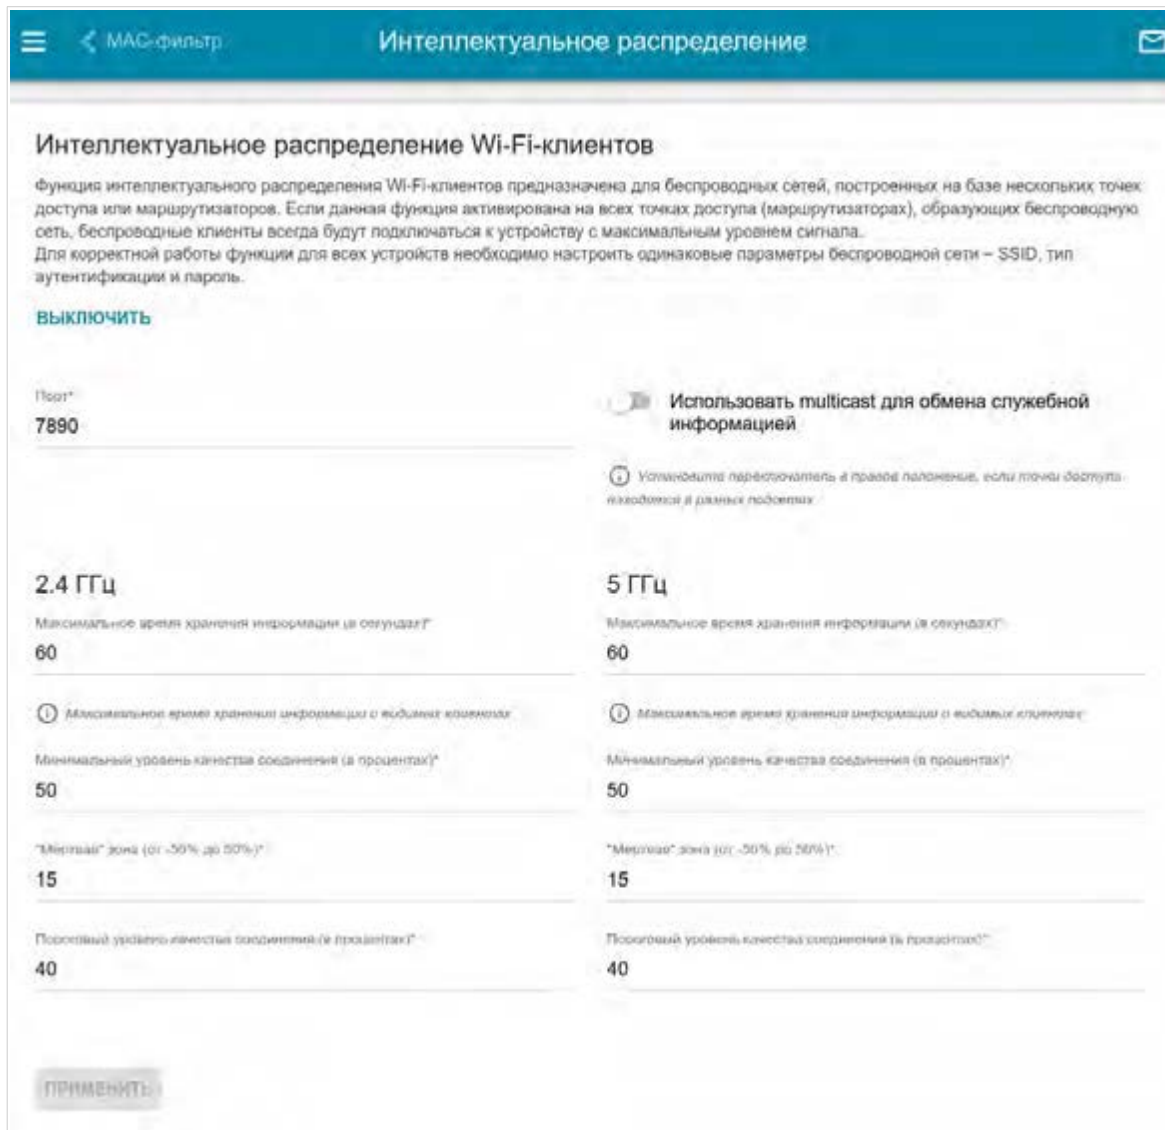 МАС-фильтр
Интеллектуальное распределение
Интеллектуальное распределение Wi-Fi-клиентов
Функция интеллектуального распределения Wi-Fi-клиентов предназначена для беспроводных сетей, построенных на базе нескольких точек
доступа или маршрутизаторов. Если данная функция активирована на всех точках доступа (маршрутизаторах), образующих беспроводную
сеть, беспроводные клиенты всегда будут подключаться к устройству с максимальным уровнем сигнала.
Для корректной работы функции для всех устройств необходимо настроить одинаковые параметры беспроводной сети – SSID, тип
аутентификации и пароль.
ВЫКЛЮЧИТЬ
Порт*
7890
Использовать multicast для обмена служебной
информацией
Установите переключатель в правое положение, если точки доступа
находятся в разных подсетях
2.4 ГГц
5 ГГц
Максимальное время хранения информации (в секундах)*
Максимальное время хранения информации (в секундах)*
60
60
Максимальное время хранения информации о видимых клиентах
Максимальное время хранения информации о видимых клиентах
Минимальный уровень качества соединения (в процентах)*
Минимальный уровень качества соединения (в процентах)*
50
50
"Мертвая" зона (от -50% до 50%)*
"Мертвая" зона (от -50% до 50%)*
15
15
Пороговый уровень качества соединения (в процентах)*
Пороговый уровень качества соединения (в процентах)*
40
40
ПРИМЕНИТЬ